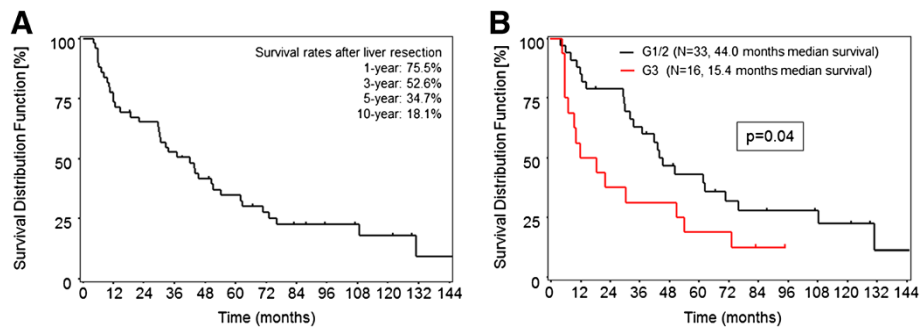 A
Survival Distribution Function [%]
100
75
50
25
0
Survival rates after liver resection
1-year: 75.5%
3-year: 52.6%
5-year: 34.7%
10-year: 18.1%
0 12 24 36 48 60 72 84 96 108 120 132 144
Time (months)
B
Survival Distribution Function [%]
100
75
50
25
0
G1/2 (N=33, 44.0 months median survival)
G3 (N=16, 15.4 months median survival)
p=0.04
0 12 24 36 48 60 72 84 96 108 120 132 144
Time (months)